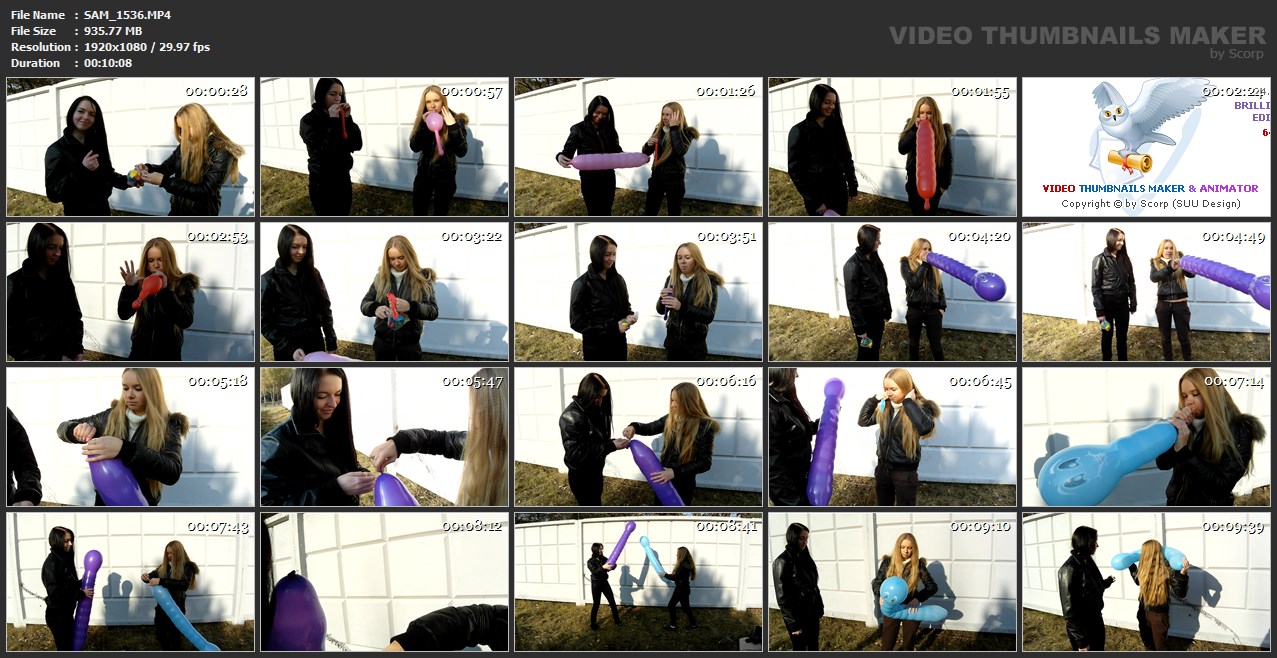 File Name : SAM_1536.MP4
File Size : 935.77 MB
Resolution : 1920x1080 / 29.97 fps
Duration : 00:10:08
VIDEO THUMBNAILS MAKER
by Scorp
00:00:28
00:00:57
00:01:26
00:01:55
00:02:24
BRILLI
EDI
6
VIDEO THUMBNAILS MAKER & ANIMATOR
Copyright © by Scorp (SUU Design)
00:02:53
00:03:22
00:03:51
00:04:20
00:04:49
00:05:18
00:05:47
00:06:16
00:06:45
00:07:14
00:07:43
00:08:12
00:08:41
00:09:10
00:09:39